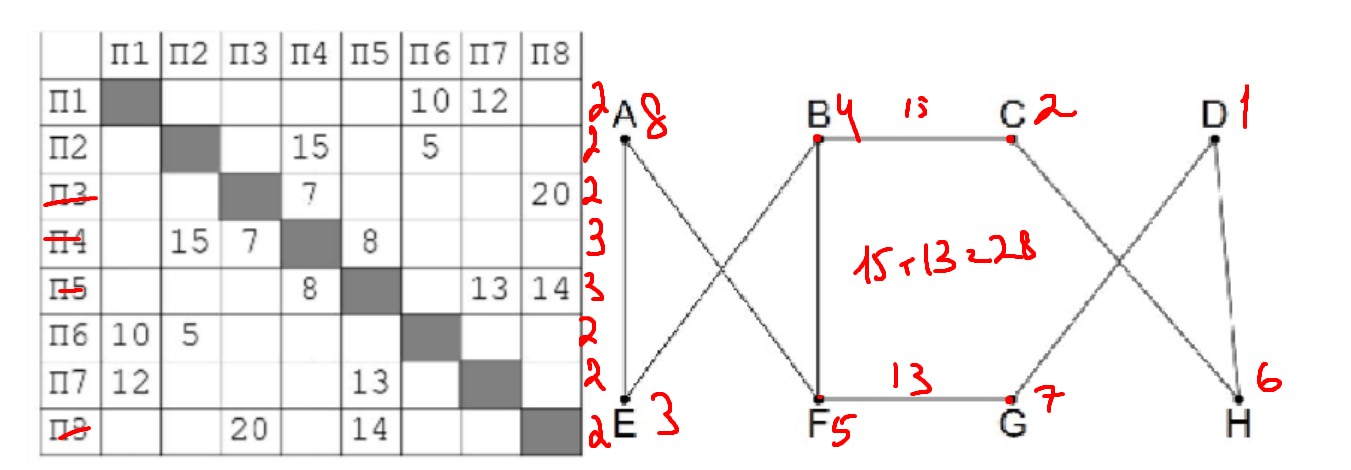 П1 П2 П3 П4 П5 П6 П7 П8
П1 10 12 2
П2 15 5 2
П3 7 20 2
П4 15 7 8 3
П5 8 13 14 3
П6 10 5 2
П7 12 13 2
П8 20 14 2
A 8 B 4 15 C 2 D 1
15+13=28
E 3 F 5 13 G 7 H 6